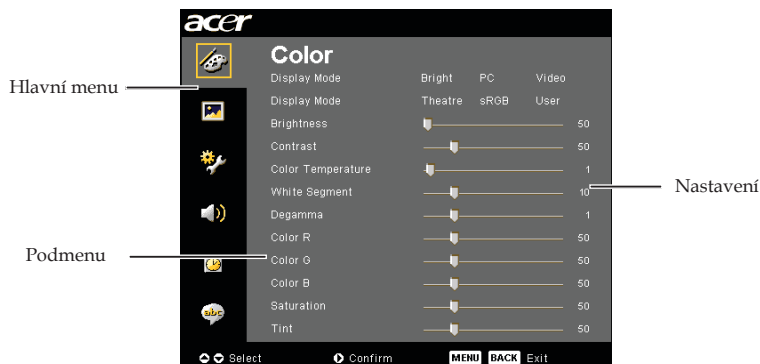 acer
Color
Display Mode Bright PC Video
Display Mode Theatre sRGB User
Brightness 50
Contrast 50
Color Temperature 1
White Segment 10
Degamma 1
Color R 50
Color G 50
Color B 50
Saturation 50
Tint 50
abc
Select Confirm MENU BACK Exit
Hlavní menu
Podmenu
Nastavení